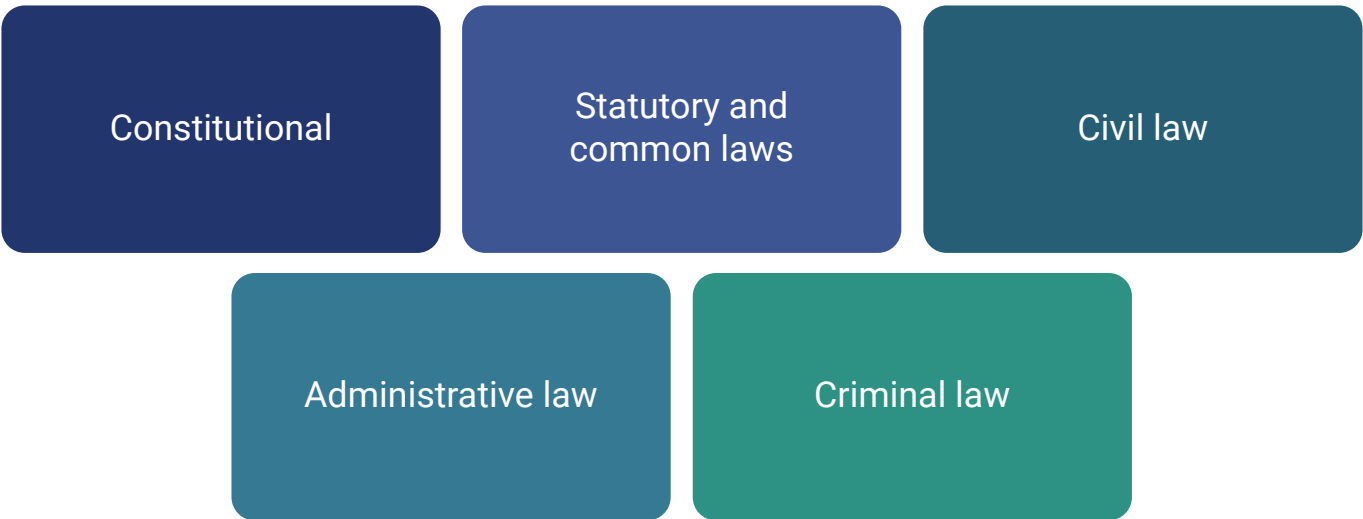 Constitutional
Statutory and
common laws
Civil law
Administrative law
Criminal law